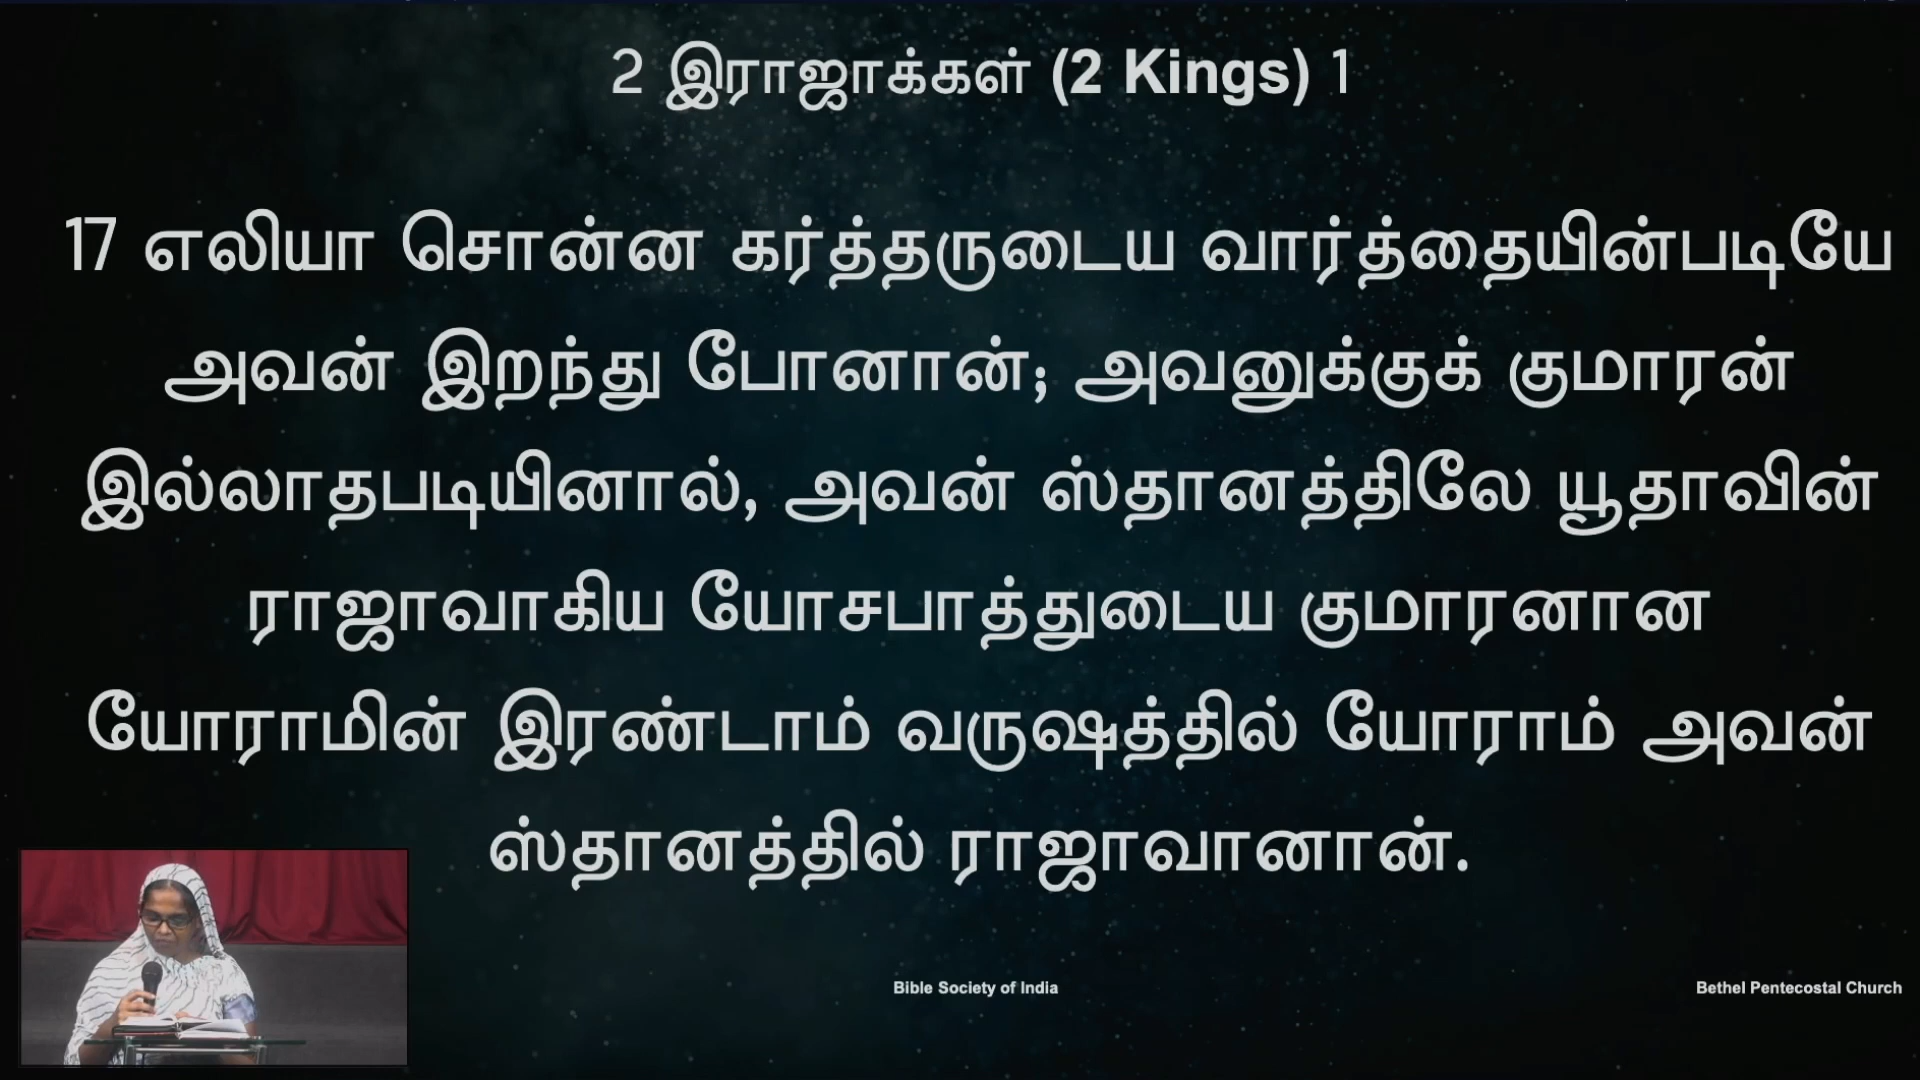 2 இராஜாக்கள் (2 Kings) 1
17 எலியா சொன்ன கர்த்தருடைய வார்த்தையின்படியே
அவன் இறந்து போனான்; அவனுக்குக் குமாரன்
இல்லாதபடியினால், அவன் ஸ்தானத்திலே யூதாவின்
ராஜாவாகிய யோசபாத்துடைய குமாரனான
யோராமின் இரண்டாம் வருஷத்தில் யோராம் அவன்
ஸ்தானத்தில் ராஜாவானான்.
Bible Society of India
Bethel Pentecostal Church